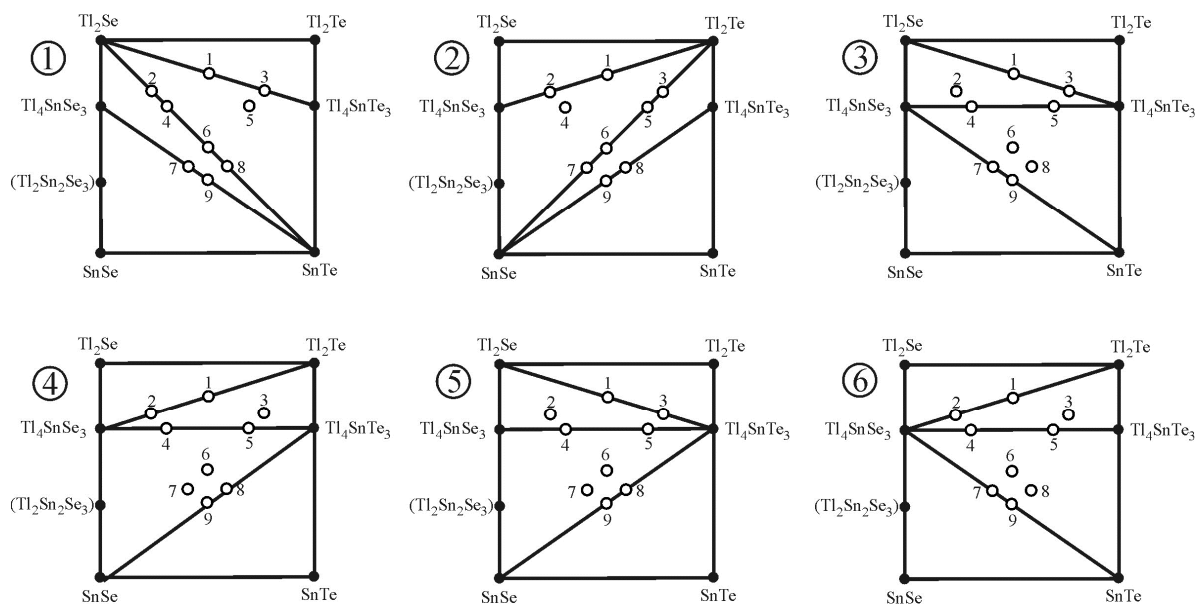 Tl₂Se Tl₂Te Tl₂Se Tl₂Te Tl₂Se Tl₂Te
① ② ③
1 1 1
2 3 2 3 2 3
Tl₄SnSe₃ 4 5 Tl₄SnTe₃ Tl₄SnSe₃ 4 5 Tl₄SnTe₃ Tl₄SnSe₃ 4 5 Tl₄SnTe₃
6 6 6
7 8 7 8 7 8
(Tl₂Sn₂Se₃) 9 (Tl₂Sn₂Se₃) 9 (Tl₂Sn₂Se₃) 9
SnSe SnTe SnSe SnTe SnSe SnTe
Tl₂Se Tl₂Te Tl₂Se Tl₂Te Tl₂Se Tl₂Te
④ ⑤ ⑥
1 1 1
2 3 2 3 2 3
Tl₄SnSe₃ 4 5 Tl₄SnTe₃ Tl₄SnSe₃ 4 5 Tl₄SnTe₃ Tl₄SnSe₃ 4 5 Tl₄SnTe₃
6 6 6
7 8 7 8 7 8
(Tl₂Sn₂Se₃) 9 (Tl₂Sn₂Se₃) 9 (Tl₂Sn₂Se₃) 9
SnSe SnTe SnSe SnTe SnSe SnTe